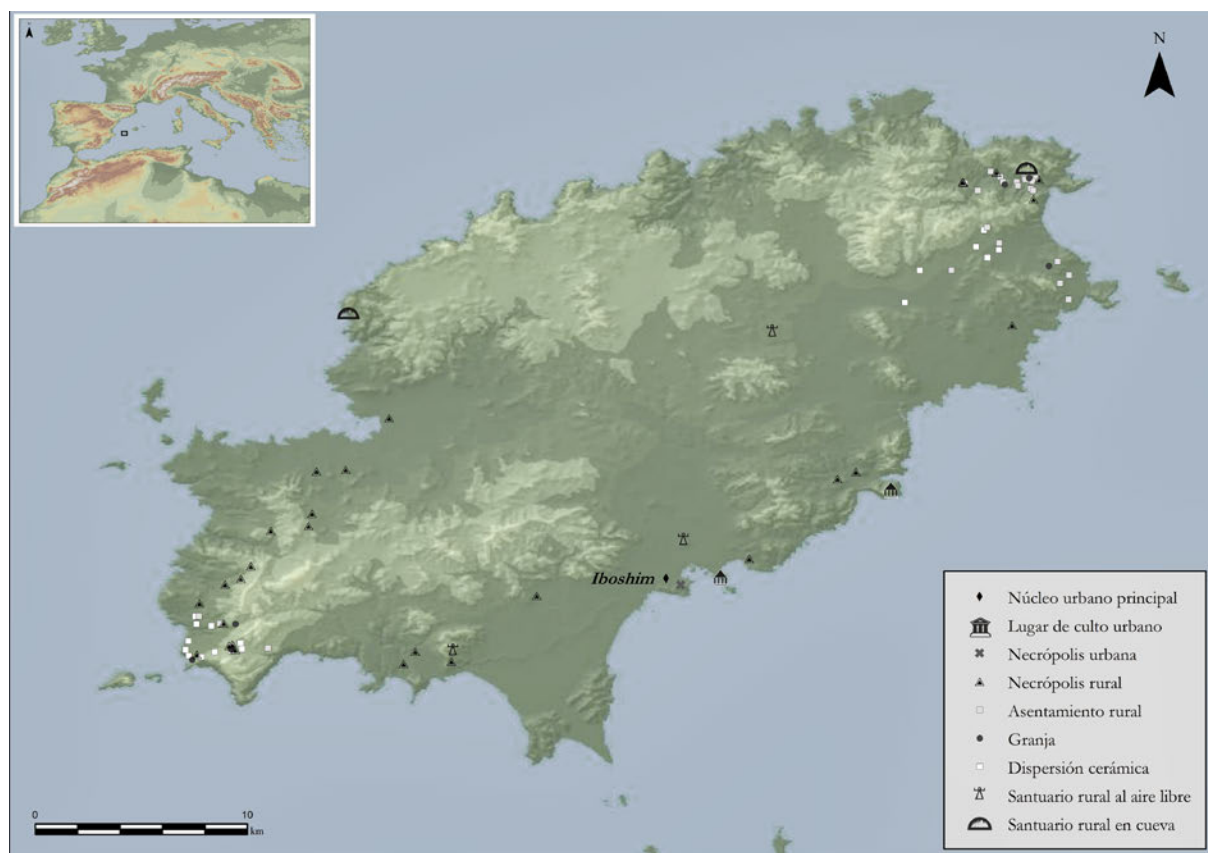 N
Iboshim
Núcleo urbano principal
Lugar de culto urbano
Necrópolis urbana
Necrópolis rural
Asentamiento rural
Granja
Dispersión cerámica
Santuario rural al aire libre
Santuario rural en cueva
0 10
km